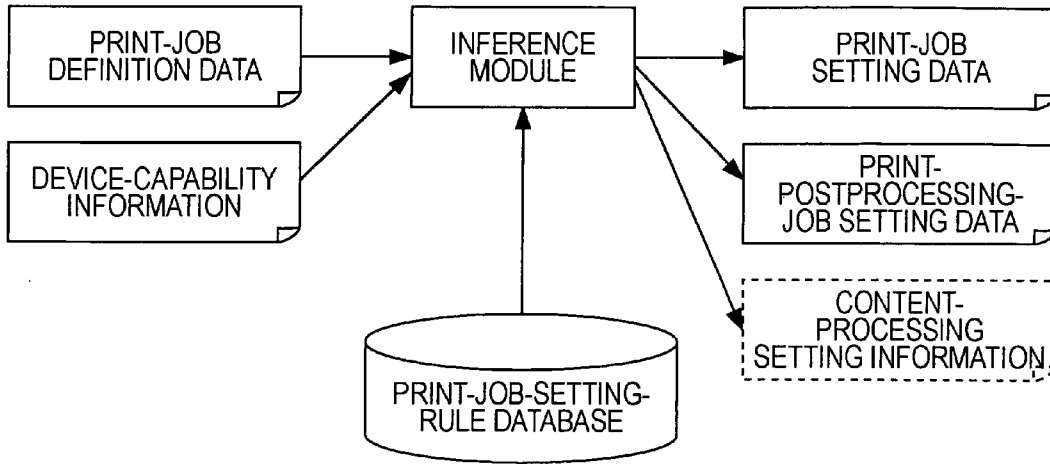 PRINT-JOB
DEFINITION DATA
DEVICE-CAPABILITY
INFORMATION
INFERENCE
MODULE
PRINT-JOB-SETTING-
RULE DATABASE
PRINT-JOB
SETTING DATA
PRINT-
POSTPROCESSING-
JOB SETTING DATA
CONTENT-
PROCESSING
SETTING INFORMATION